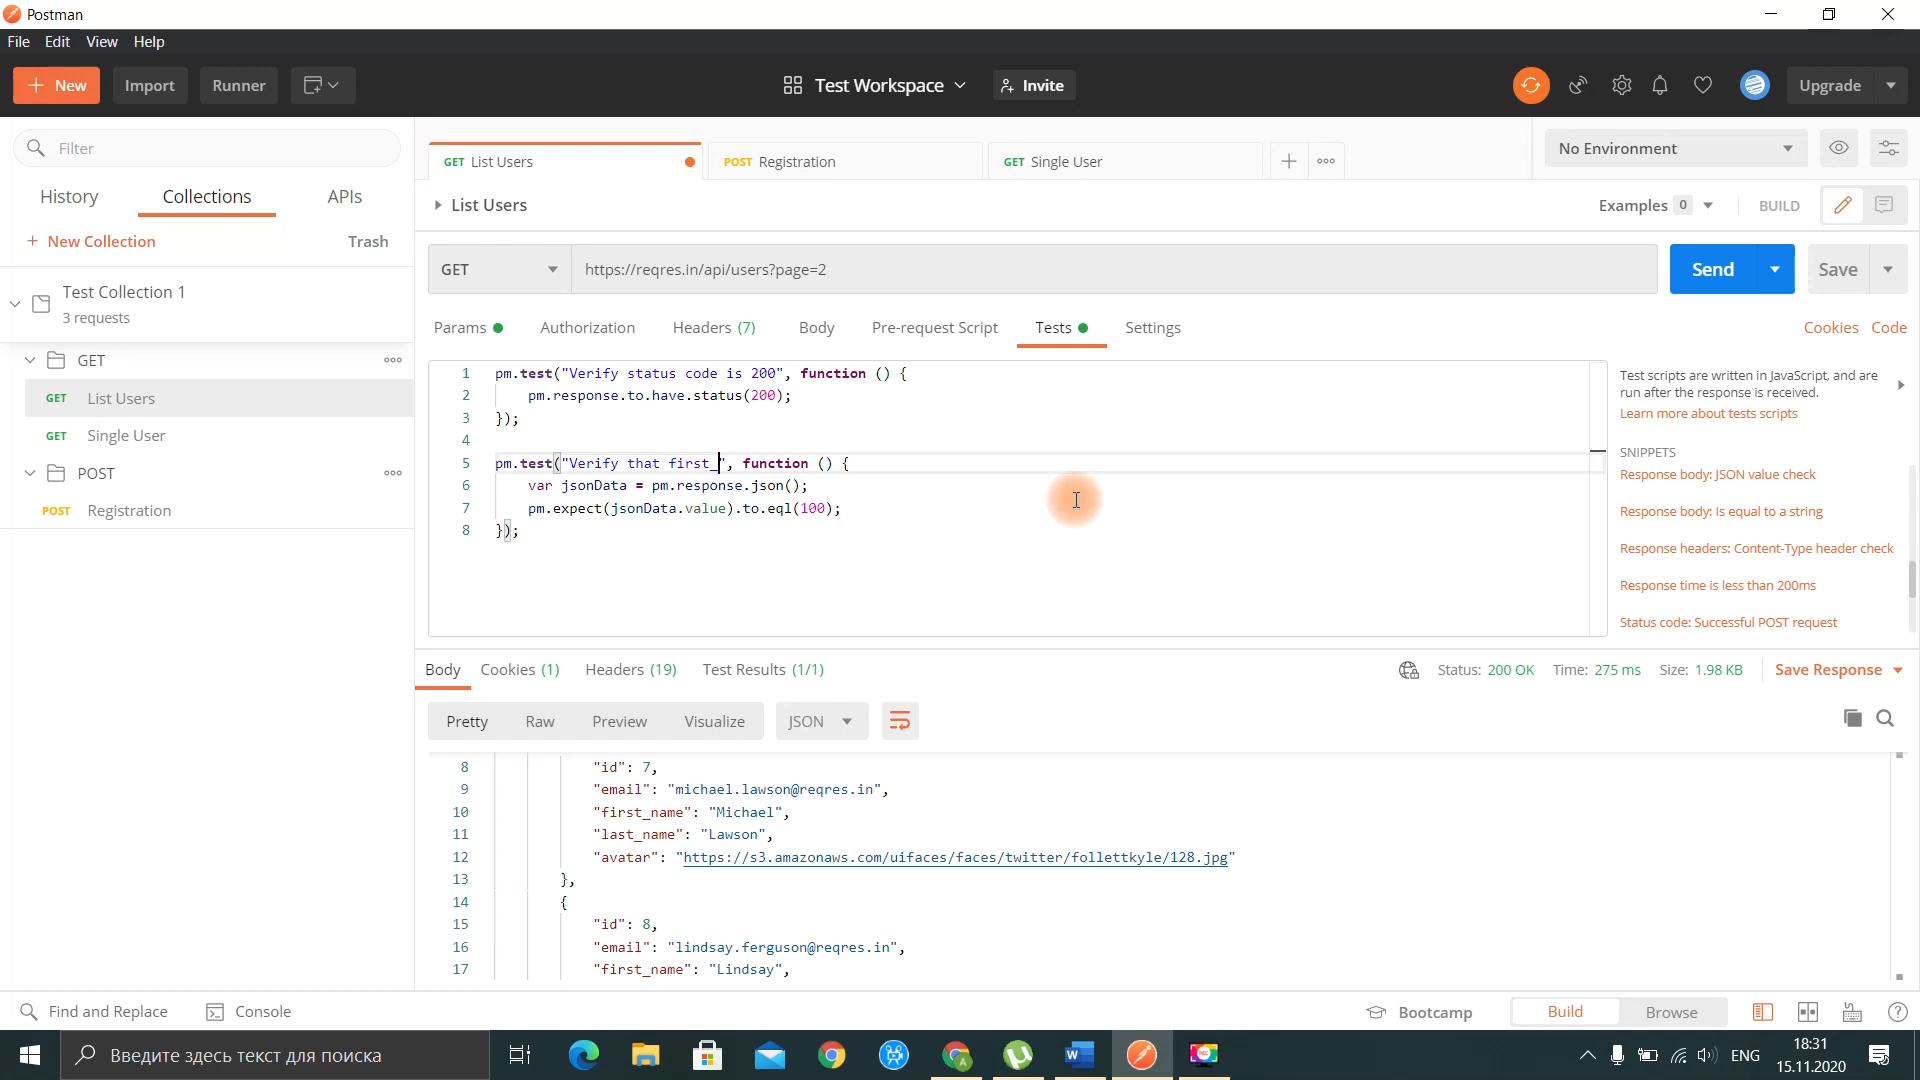 Postman
File Edit View Help
+ New Import Runner Test Workspace Invite Upgrade
Filter
History Collections APIs
+ New Collection Trash
Test Collection 1
3 requests
GET
GET List Users
GET Single User
POST
POST Registration
GET List Users POST Registration GET Single User
No Environment
List Users
Examples 0 BUILD
GET https://reqres.in/api/users?page=2 Send Save
Params Authorization Headers (7) Body Pre-request Script Tests Settings Cookies Code
1 pm.test("Verify status code is 200", function () {
2 pm.response.to.have.status(200);
3 });
4
5 pm.test("Verify that first_", function () {
6 var jsonData = pm.response.json();
7 pm.expect(jsonData.value).to.eql(100);
8 });
Test scripts are written in JavaScript, and are
run after the response is received.
Learn more about tests scripts
SNIPPETS
Response body: JSON value check
Response body: Is equal to a string
Response headers: Content-Type header check
Response time is less than 200ms
Status code: Successful POST request
Body Cookies (1) Headers (19) Test Results (1/1) Status: 200 OK Time: 275 ms Size: 1.98 KB Save Response
Pretty Raw Preview Visualize JSON
8 "id": 7,
9 "email": "michael.lawson@reqres.in",
10 "first_name": "Michael",
11 "last_name": "Lawson",
12 "avatar": "https://s3.amazonaws.com/uifaces/faces/twitter/follettkyle/128.jpg"
13 },
14 {
15 "id": 8,
16 "email": "lindsay.ferguson@reqres.in",
17 "first_name": "Lindsay",
Find and Replace Console Bootcamp Build Browse
Введите здесь текст для поиска
ENG
18:31
15.11.2020